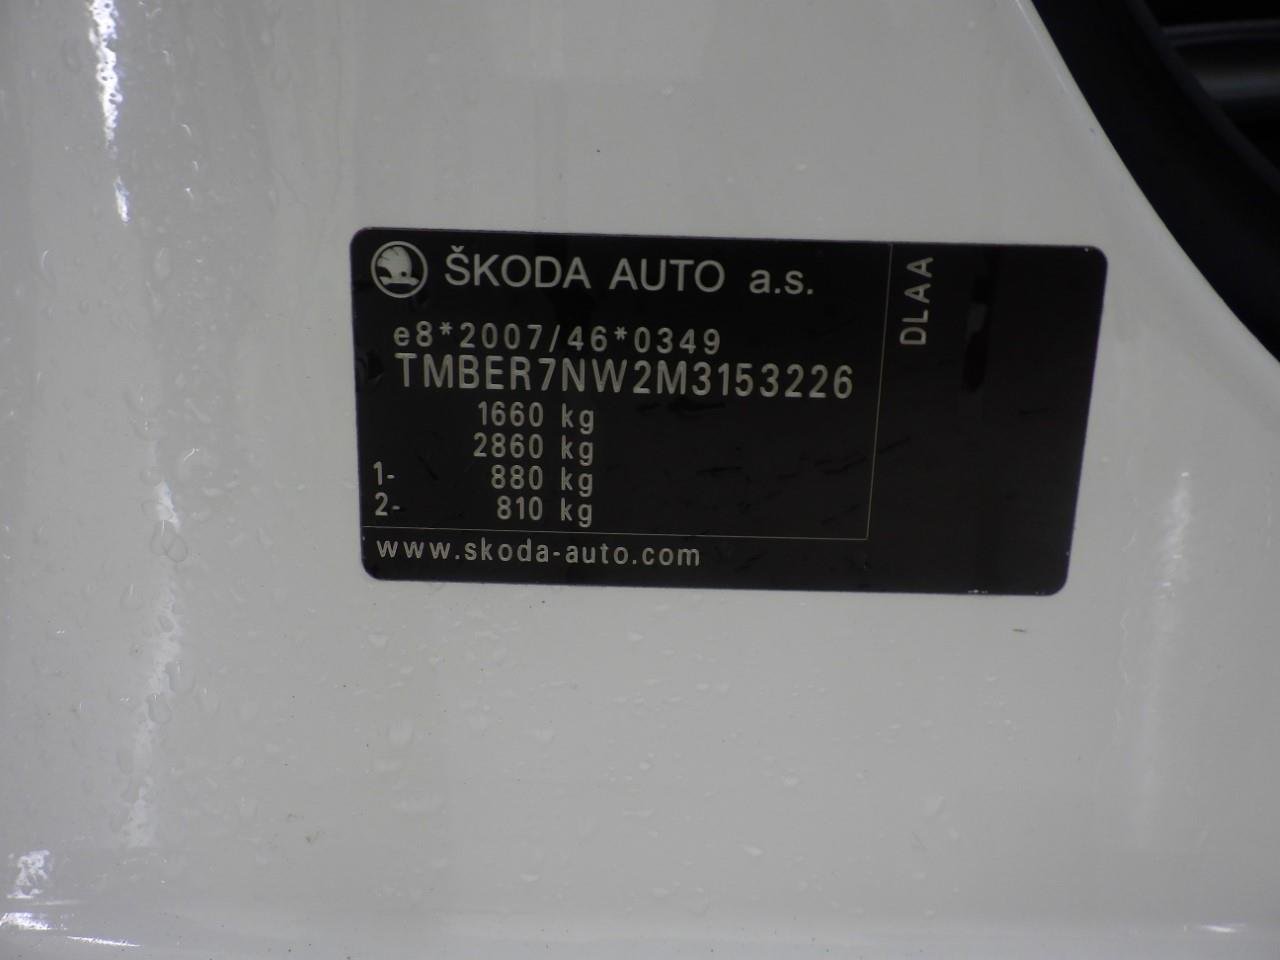 ŠKODA AUTO a.s.
e8*2007/46*0349
TMBER7NW2M3153226
1660 kg
2860 kg
1- 880 kg
2- 810 kg
www.skoda-auto.com
DLAA